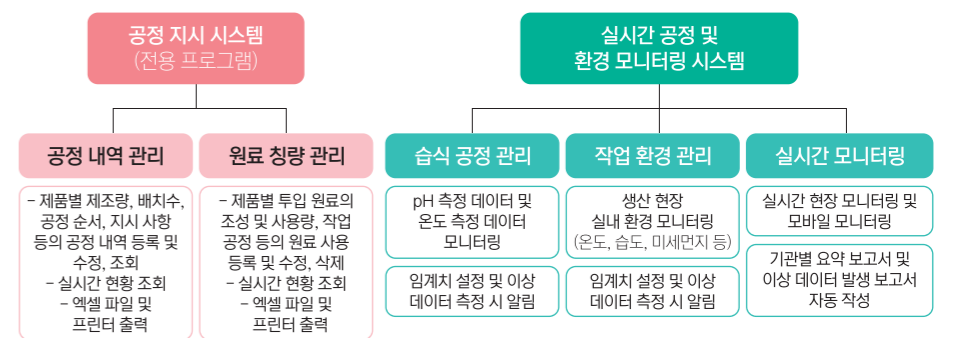 공정 지시 시스템
(전용 프로그램)
공정 내역 관리
– 제품별 제조량, 배치수,
공정 순서, 지시 사항
등의 공정 내역 등록 및
수정, 조회
– 실시간 현황 조회
– 엑셀 파일 및
프린터 출력
원료 칭량 관리
– 제품별 투입 원료의
조성 및 사용량, 작업
공정 등의 원료 사용
등록 및 수정, 삭제
– 실시간 현황 조회
– 엑셀 파일 및
프린터 출력
실시간 공정 및
환경 모니터링 시스템
습식 공정 관리
pH 측정 데이터 및
온도 측정 데이터
모니터링
임계치 설정 및 이상
데이터 측정 시 알림
작업 환경 관리
생산 현장
실내 환경 모니터링
(온도, 습도, 미세먼지 등)
임계치 설정 및 이상
데이터 측정 시 알림
실시간 모니터링
실시간 현장 모니터링 및
모바일 모니터링
기관별 요약 보고서 및
이상 데이터 발생 보고서
자동 작성